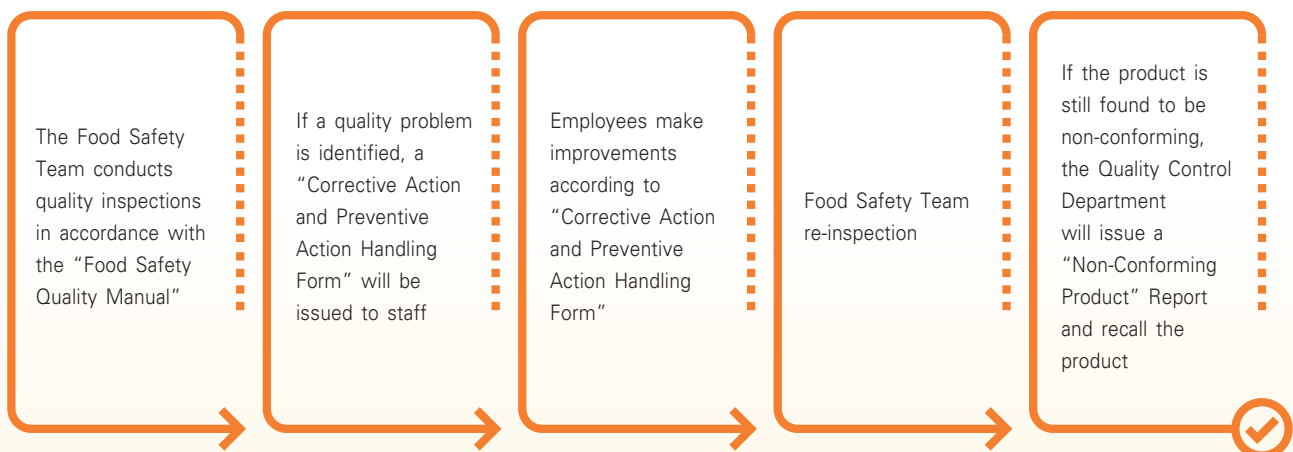 The Food Safety
Team conducts
quality inspections
in accordance with
the “Food Safety
Quality Manual”
If a quality problem
is identified, a
“Corrective Action
and Preventive
Action Handling
Form” will be
issued to staff
Employees make
improvements
according to
“Corrective Action
and Preventive
Action Handling
Form”
Food Safety Team
re-inspection
If the product is
still found to be
non-conforming,
the Quality Control
Department
will issue a
“Non-Conforming
Product” Report
and recall the
product